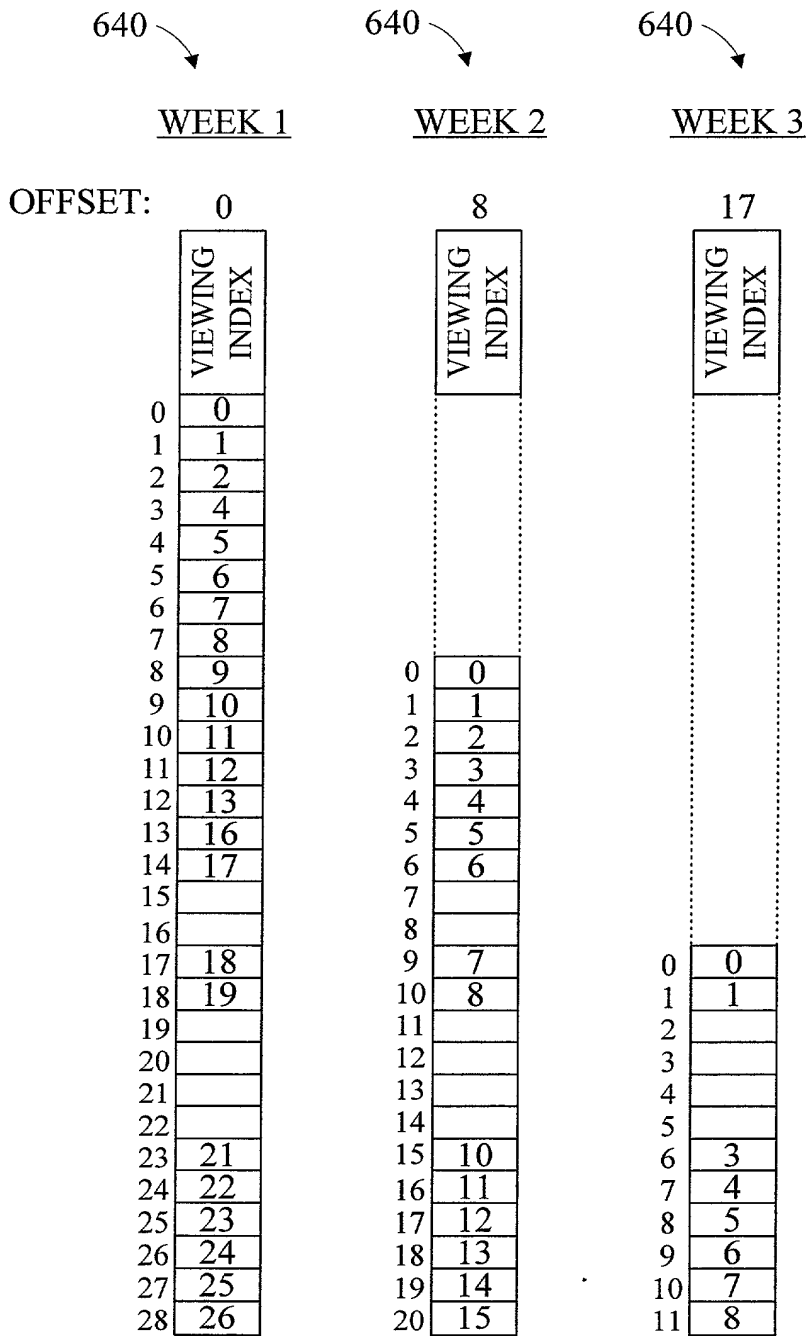 640 640 640
WEEK 1 WEEK 2 WEEK 3
OFFSET: 0 8 17
VIEWING INDEX VIEWING INDEX VIEWING INDEX
0 0
1 1
2 2
3 4
4 5
5 6
6 7
7 8
8 9 0 0
9 10 1 1
10 11 2 2
11 12 3 3
12 13 4 4
13 16 5 5
14 17 6 6
15 7
16 8
17 18 9 7 0 0
18 19 10 8 1 1
19 11 2
20 12 3
21 13 4
22 14 5
23 21 15 10 6 3
24 22 16 11 7 4
25 23 17 12 8 5
26 24 18 13 9 6
27 25 19 14 10 7
28 26 20 15 11 8